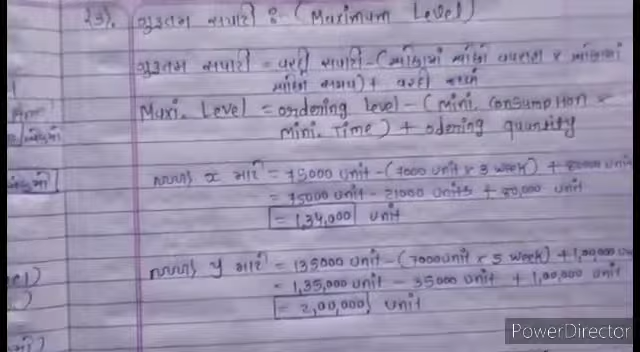 (3). ગુરુત્તમ સપાટી : (Maximum Level)
ગુરુત્તમ સપાટી = વરદી સપાટી - (ઓછામાં ઓછો વપરાશ x ઓછામાં
ઓછો સમય) + વરદી
Maxi. Level = ordering Level - (mini. Consumption x
Mini. Time) + odering quantity
x માટે = 75000 unit - (7000 unit x 3 week) + 80000 unit
= 75000 unit - 21000 units + 80,000 unit
= 1,34,000 unit
y માટે = 135000 unit - (7000 unit x 5 week) + 1,00,000 unit
= 1,35,000 unit - 35000 unit + 1,00,000 unit
= 2,00,000 unit
PowerDirector